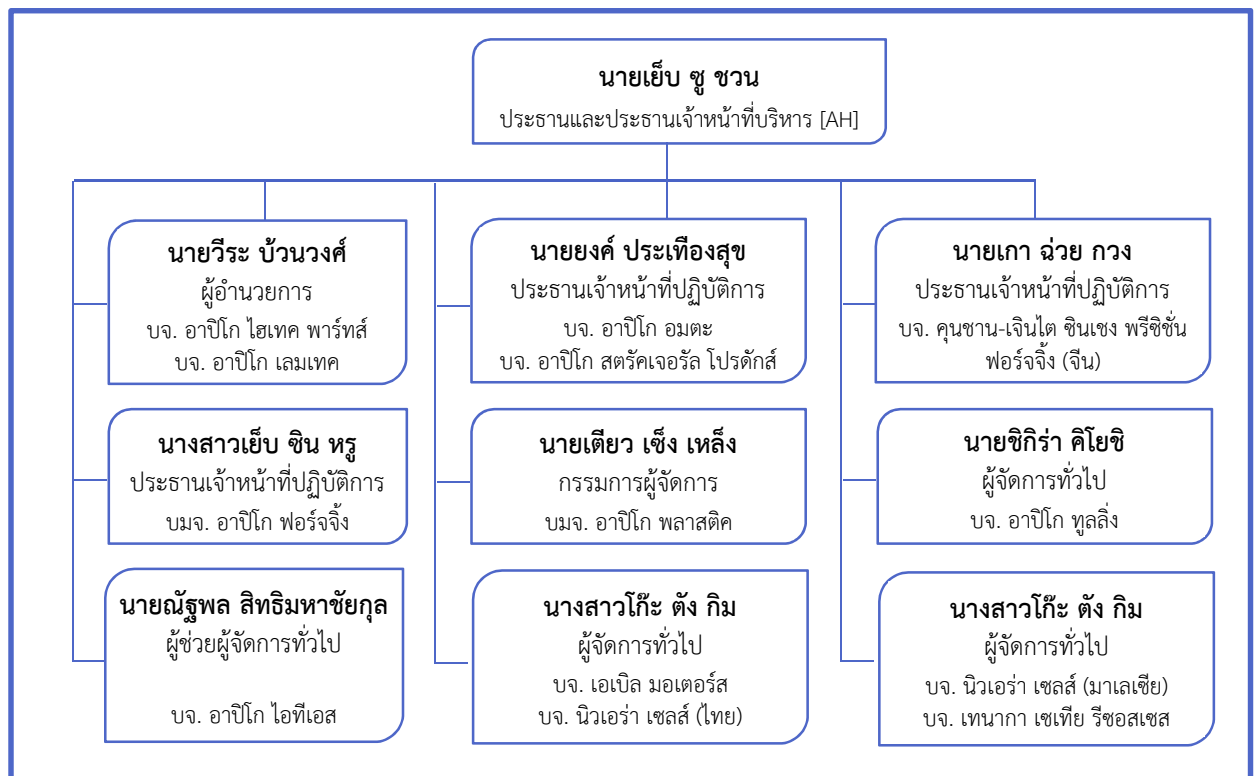 นายเย็บ ซู ชวน
ประธานและประธานเจ้าหน้าที่บริหาร [AH]
นายวีระ บ้วนวงศ์
ผู้อำนวยการ
บจ. อาปิโก ไฮเทค พาร์ทส์
บจ. อาปิโก เลมเทค
นายยงค์ ประเทืองสุข
ประธานเจ้าหน้าที่ปฏิบัติการ
บจ. อาปิโก อมตะ
บจ. อาปิโก สตรัคเจอรัล โปรดักส์
นายเกา ฉ่วย กวง
ประธานเจ้าหน้าที่ปฏิบัติการ
บจ. คุนชาน-เจินไต ซินเชง พรีซิชั่น
ฟอร์จจิ้ง (จีน)
นางสาวเย็บ ซิน หรู
ประธานเจ้าหน้าที่ปฏิบัติการ
บมจ. อาปิโก ฟอร์จจิ้ง
นายเตียว เซ็ง เหล็ง
กรรมการผู้จัดการ
บมจ. อาปิโก พลาสติค
นายชิกิร่า คิโยชิ
ผู้จัดการทั่วไป
บจ. อาปิโก ทูลลิ่ง
นายณัฐพล สิทธิมหาชัยกุล
ผู้ช่วยผู้จัดการทั่วไป
บจ. อาปิโก ไอทีเอส
นางสาวโก๊ะ ตัง กิม
ผู้จัดการทั่วไป
บจ. เอเบิล มอเตอร์ส
บจ. นิวเอร่า เซลส์ (ไทย)
นางสาวโก๊ะ ตัง กิม
ผู้จัดการทั่วไป
บจ. นิวเอร่า เซลส์ (มาเลเซีย)
บจ. เทนากา เซเทีย รีซอสเซส